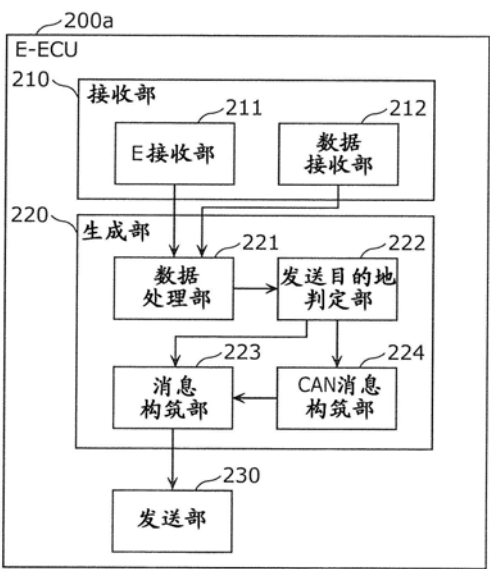 200a
E-ECU
210
接收部
211
212
E接收部
数据
接收部
220
生成部
221
222
数据
处理部
发送目的地
判定部
223
224
消息
构筑部
CAN消息
构筑部
230
发送部